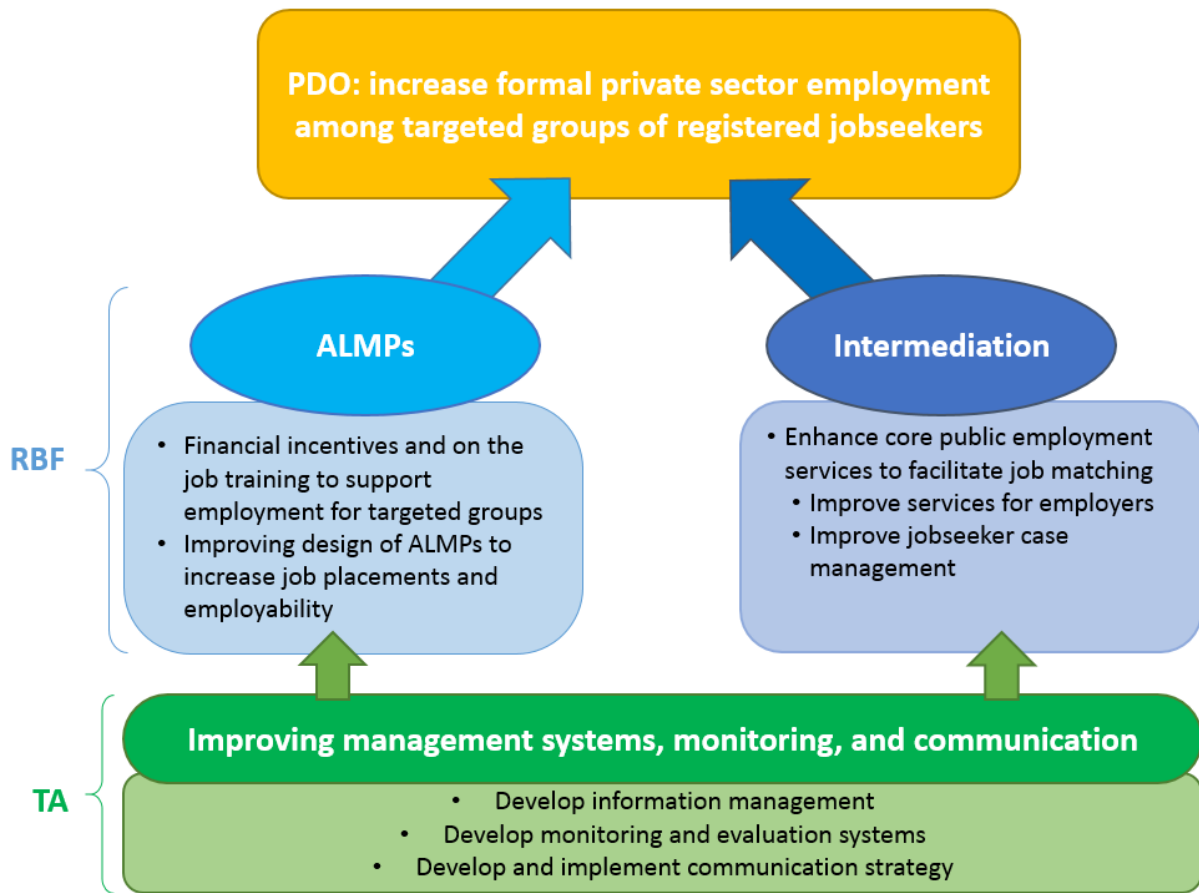 PDO: increase formal private sector employment
among targeted groups of registered jobseekers
RBF
ALMPs
• Financial incentives and on the
job training to support
employment for targeted groups
• Improving design of ALMPs to
increase job placements and
employability
Intermediation
• Enhance core public employment
services to facilitate job matching
• Improve services for employers
• Improve jobseeker case
management
TA
Improving management systems, monitoring, and communication
• Develop information management
• Develop monitoring and evaluation systems
• Develop and implement communication strategy